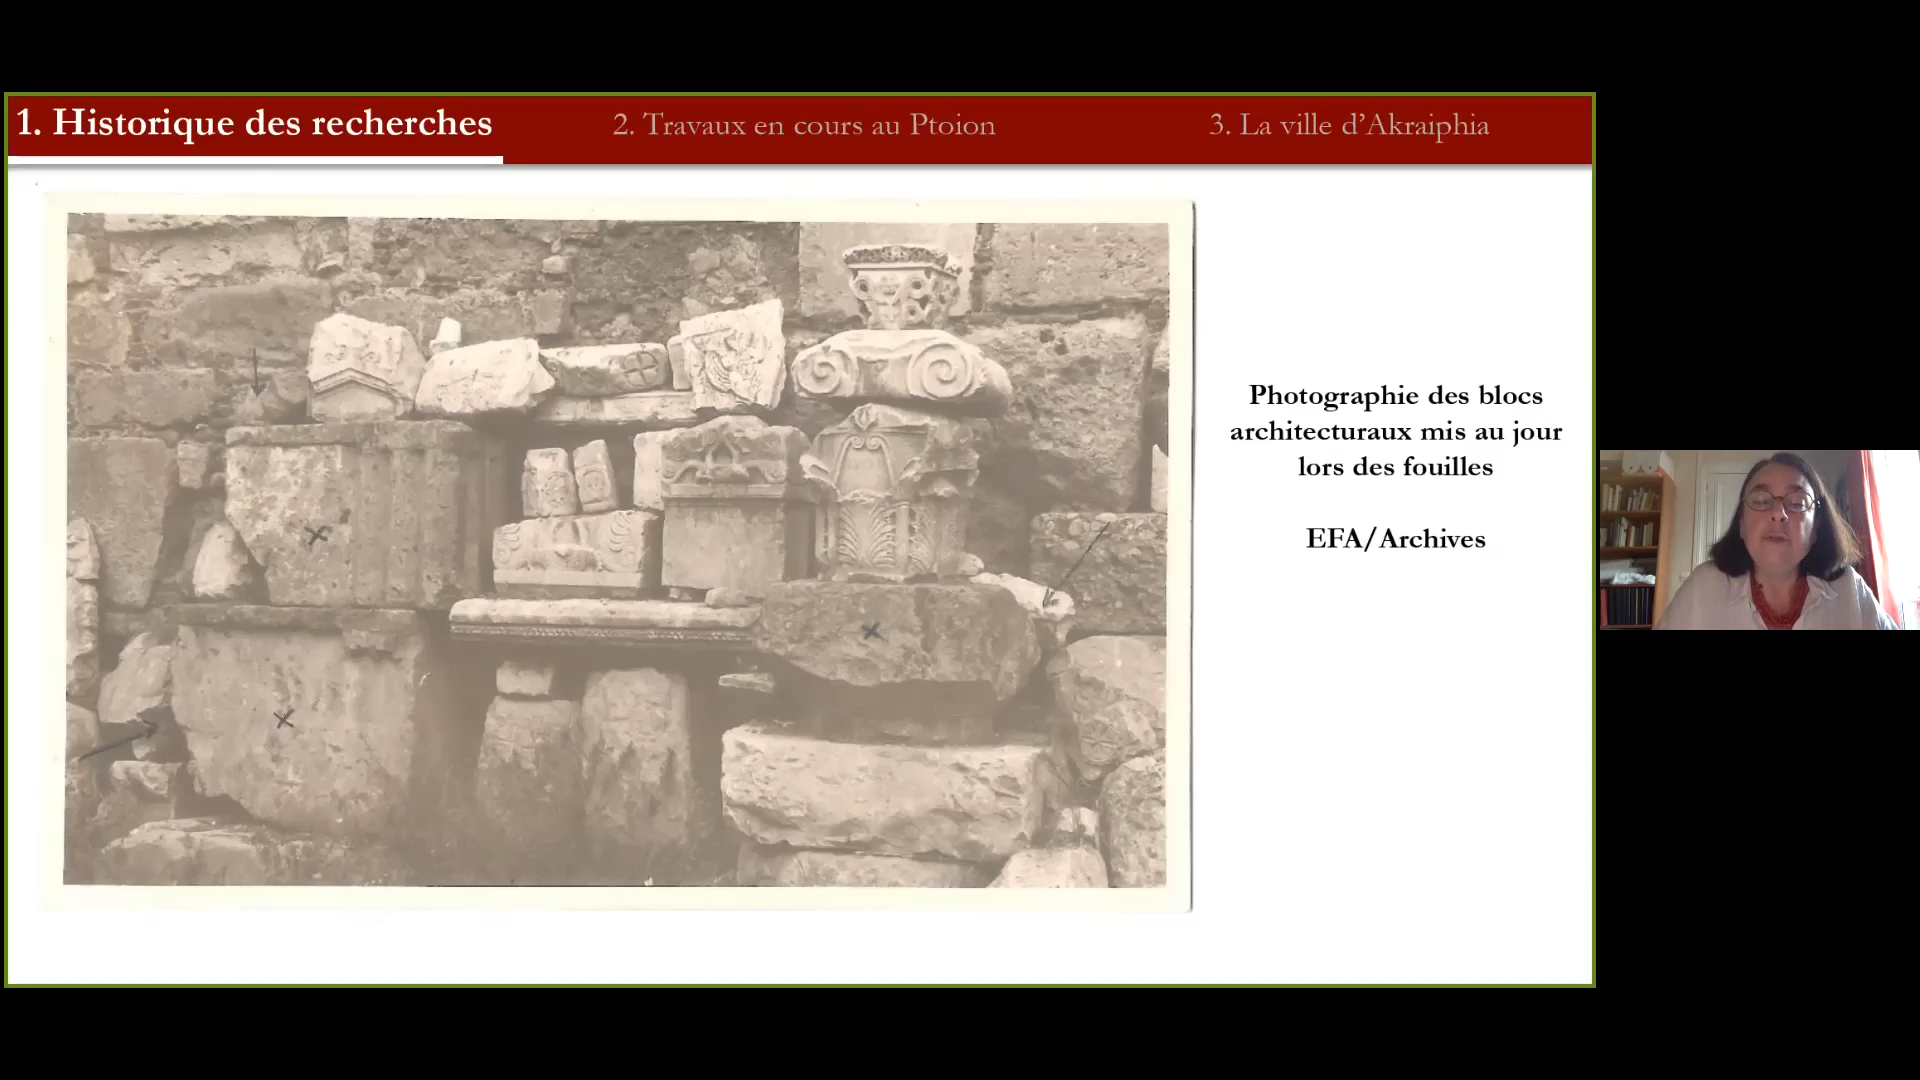 1. Historique des recherches
2. Travaux en cours au Ptoion
3. La ville d’Akraiphia
Photographie des blocs
architecturaux mis au jour
lors des fouilles
EFA/Archives